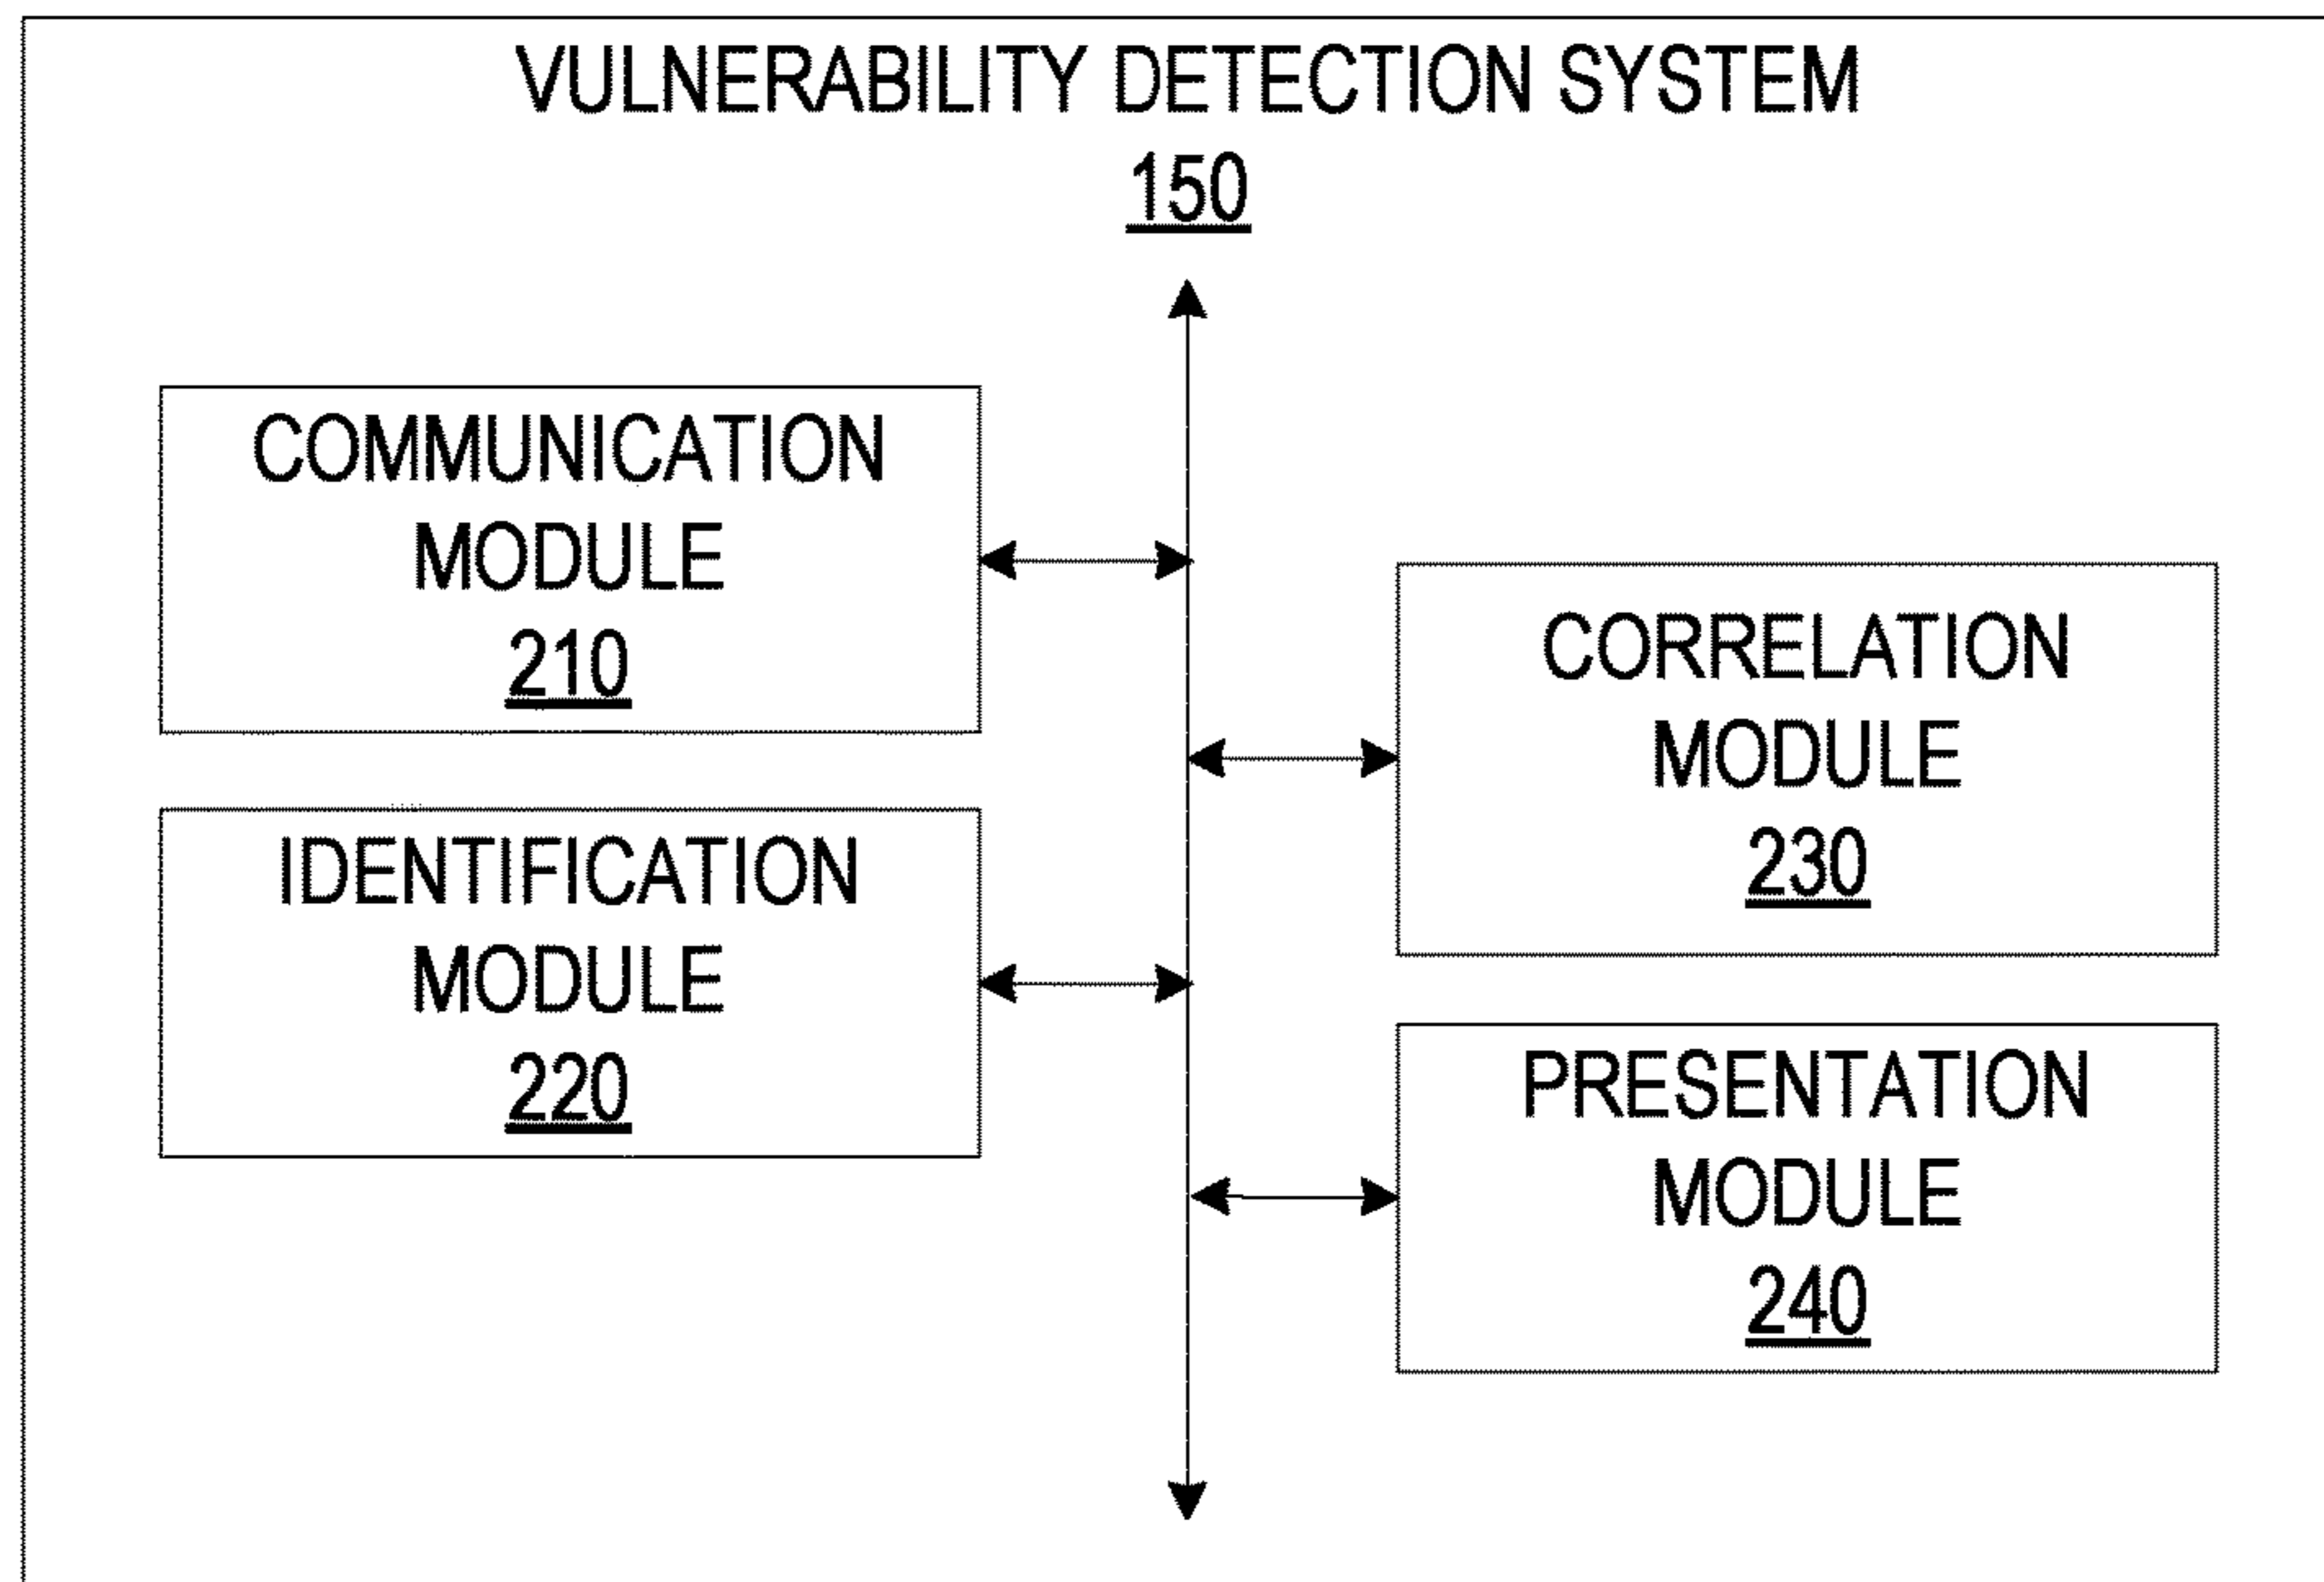 VULNERABILITY DETECTION SYSTEM
150
COMMUNICATION
MODULE
210
IDENTIFICATION
MODULE
220
CORRELATION
MODULE
230
PRESENTATION
MODULE
240